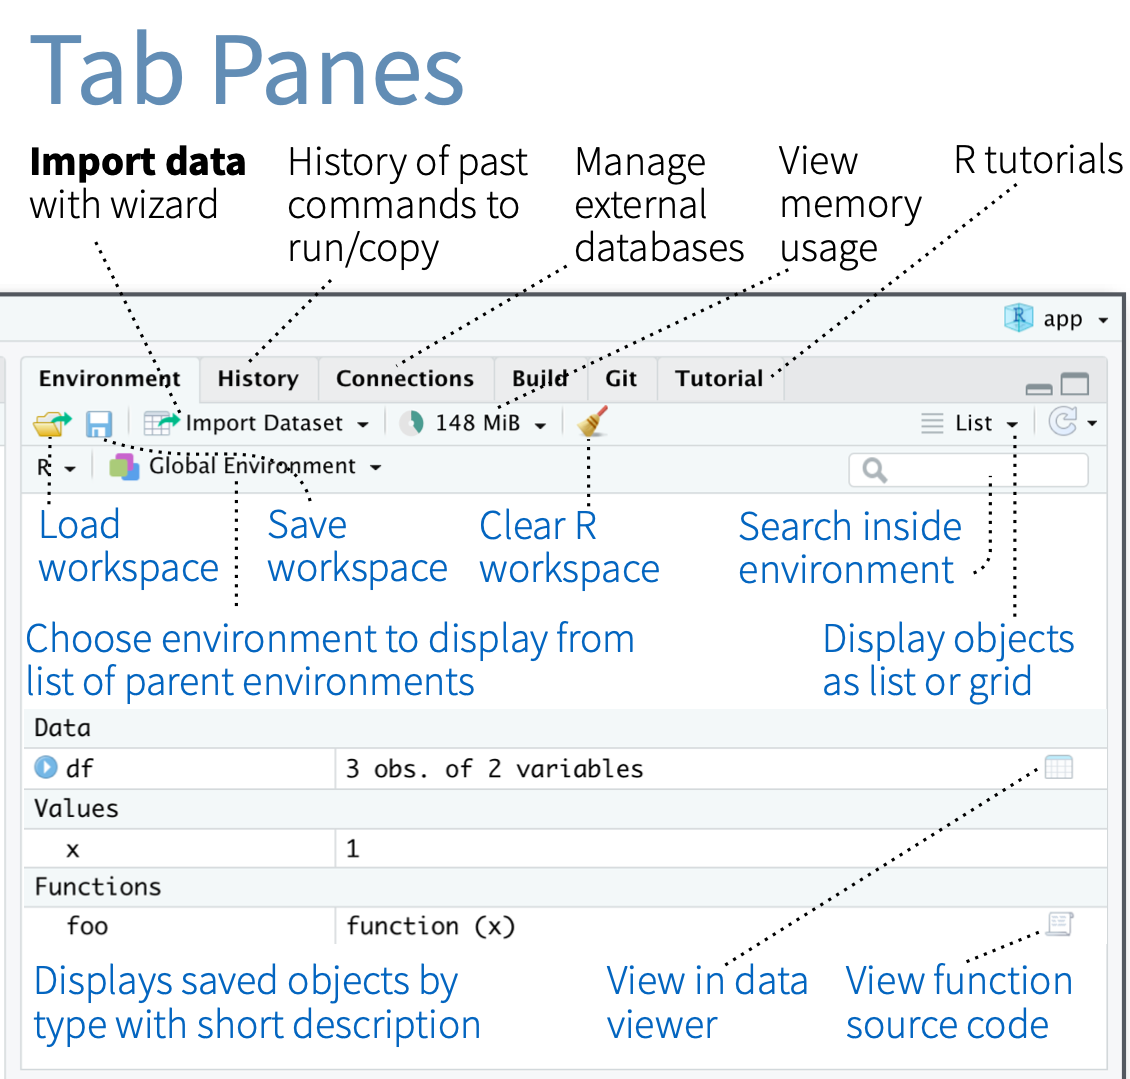 Tab Panes
Import data
with wizard
History of past
commands to
run/copy
Manage
external
databases
View
memory
usage
R tutorials
R app
Environment History Connections Build Git Tutorial
Import Dataset 148 MiB List
R Global Environment
Load
workspace
Save
workspace
Clear R
workspace
Search inside
environment
Choose environment to display from
list of parent environments
Display objects
as list or grid
Data
df 3 obs. of 2 variables
Values
x 1
Functions
foo function (x)
Displays saved objects by
type with short description
View in data
viewer
View function
source code